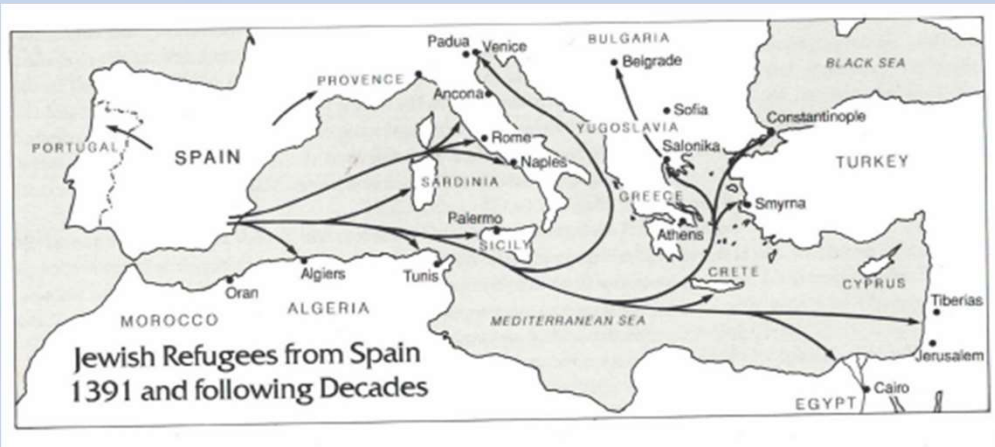 Padua
Venice
BULGARIA
BLACK SEA
PROVENCE
Belgrade
Ancona
Sofia
Constantinople
PORTUGAL
SPAIN
Rome
YUGOSLAVIA
Salonika
TURKEY
Naples
SARDINIA
GREECE
Smyrna
Palermo
SICILY
Athens
Algiers
Tunis
CRETE
CYPRUS
Oran
ALGERIA
Tiberias
MOROCCO
MEDITERRANEAN SEA
Jerusalem
Jewish Refugees from Spain
1391 and following Decades
Cairo
EGYPT